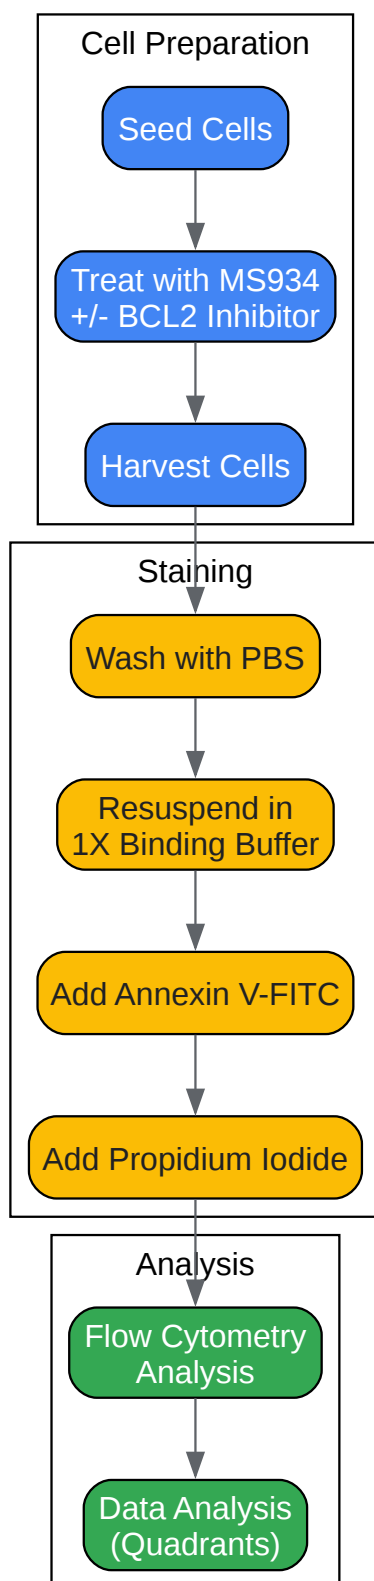 Cell Preparation
Seed Cells
Treat with MS934
+/- BCL2 Inhibitor
Harvest Cells
Staining
Wash with PBS
Resuspend in
1X Binding Buffer
Add Annexin V-FITC
Add Propidium Iodide
Analysis
Flow Cytometry
Analysis
Data Analysis
(Quadrants)